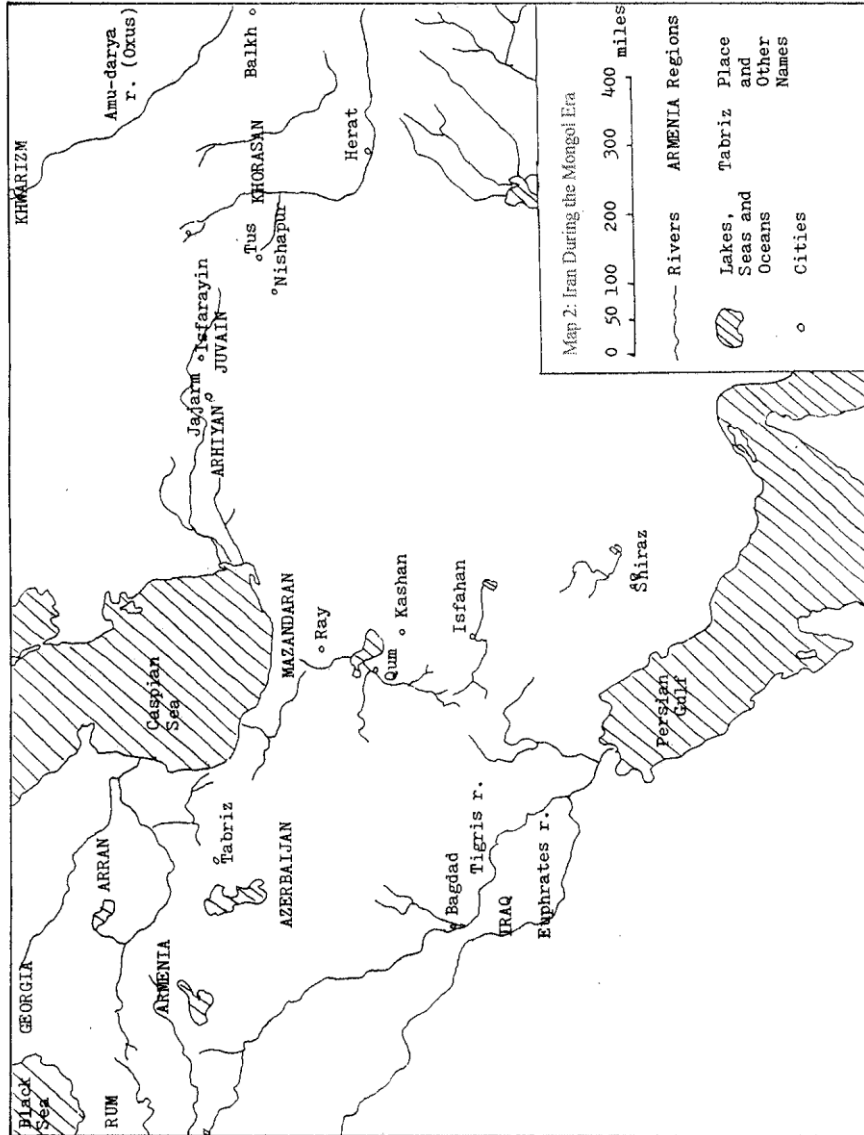 Black
Sea
GEORGIA
KHWARIZM
RUM
ARRAN
Amu-darya
r. (Oxus)
Caspian
Sea
ARMENIA
Jajarm
Isfarayin
ARHIYAN
JUVAIN
Tabriz
Tus
KHORASAN
Balkh
Nishapur
AZERBAIJAN
MAZANDARAN
Ray
Herat
Qum
Kashan
Bagdad
Isfahan
Tigris r.
IRAQ
Euphrates r.
Shiraz
Persian
Gulf
Map 2: Iran During the Mongol Era
0 50 100 200 300 400
miles
Rivers
ARMENIA Regions
Lakes,
Seas and
Oceans
Tabriz Place
and
Other
Names
Cities